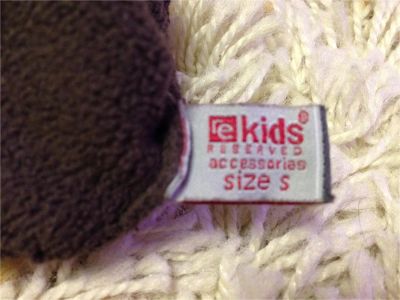 re kids®
RESERVED
accessories
size s